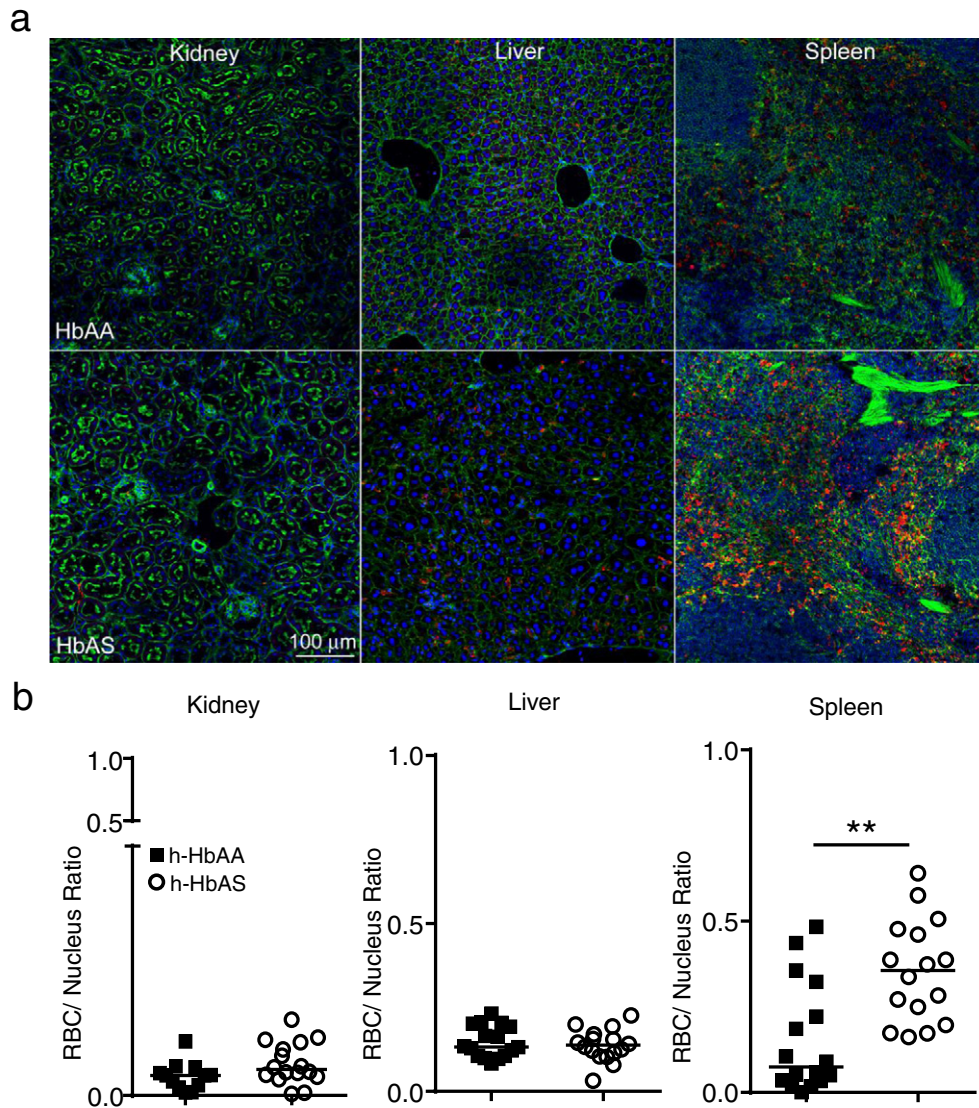 a
Kidney Liver Spleen
HbAA
HbAS
100 μm
b
Kidney Liver Spleen
RBC/ Nucleus Ratio
1.0
0.5
0.0
h-HbAA
h-HbAS
RBC/ Nucleus Ratio
1.0
0.5
0.0
RBC/ Nucleus Ratio
1.0
0.5
0.0
**